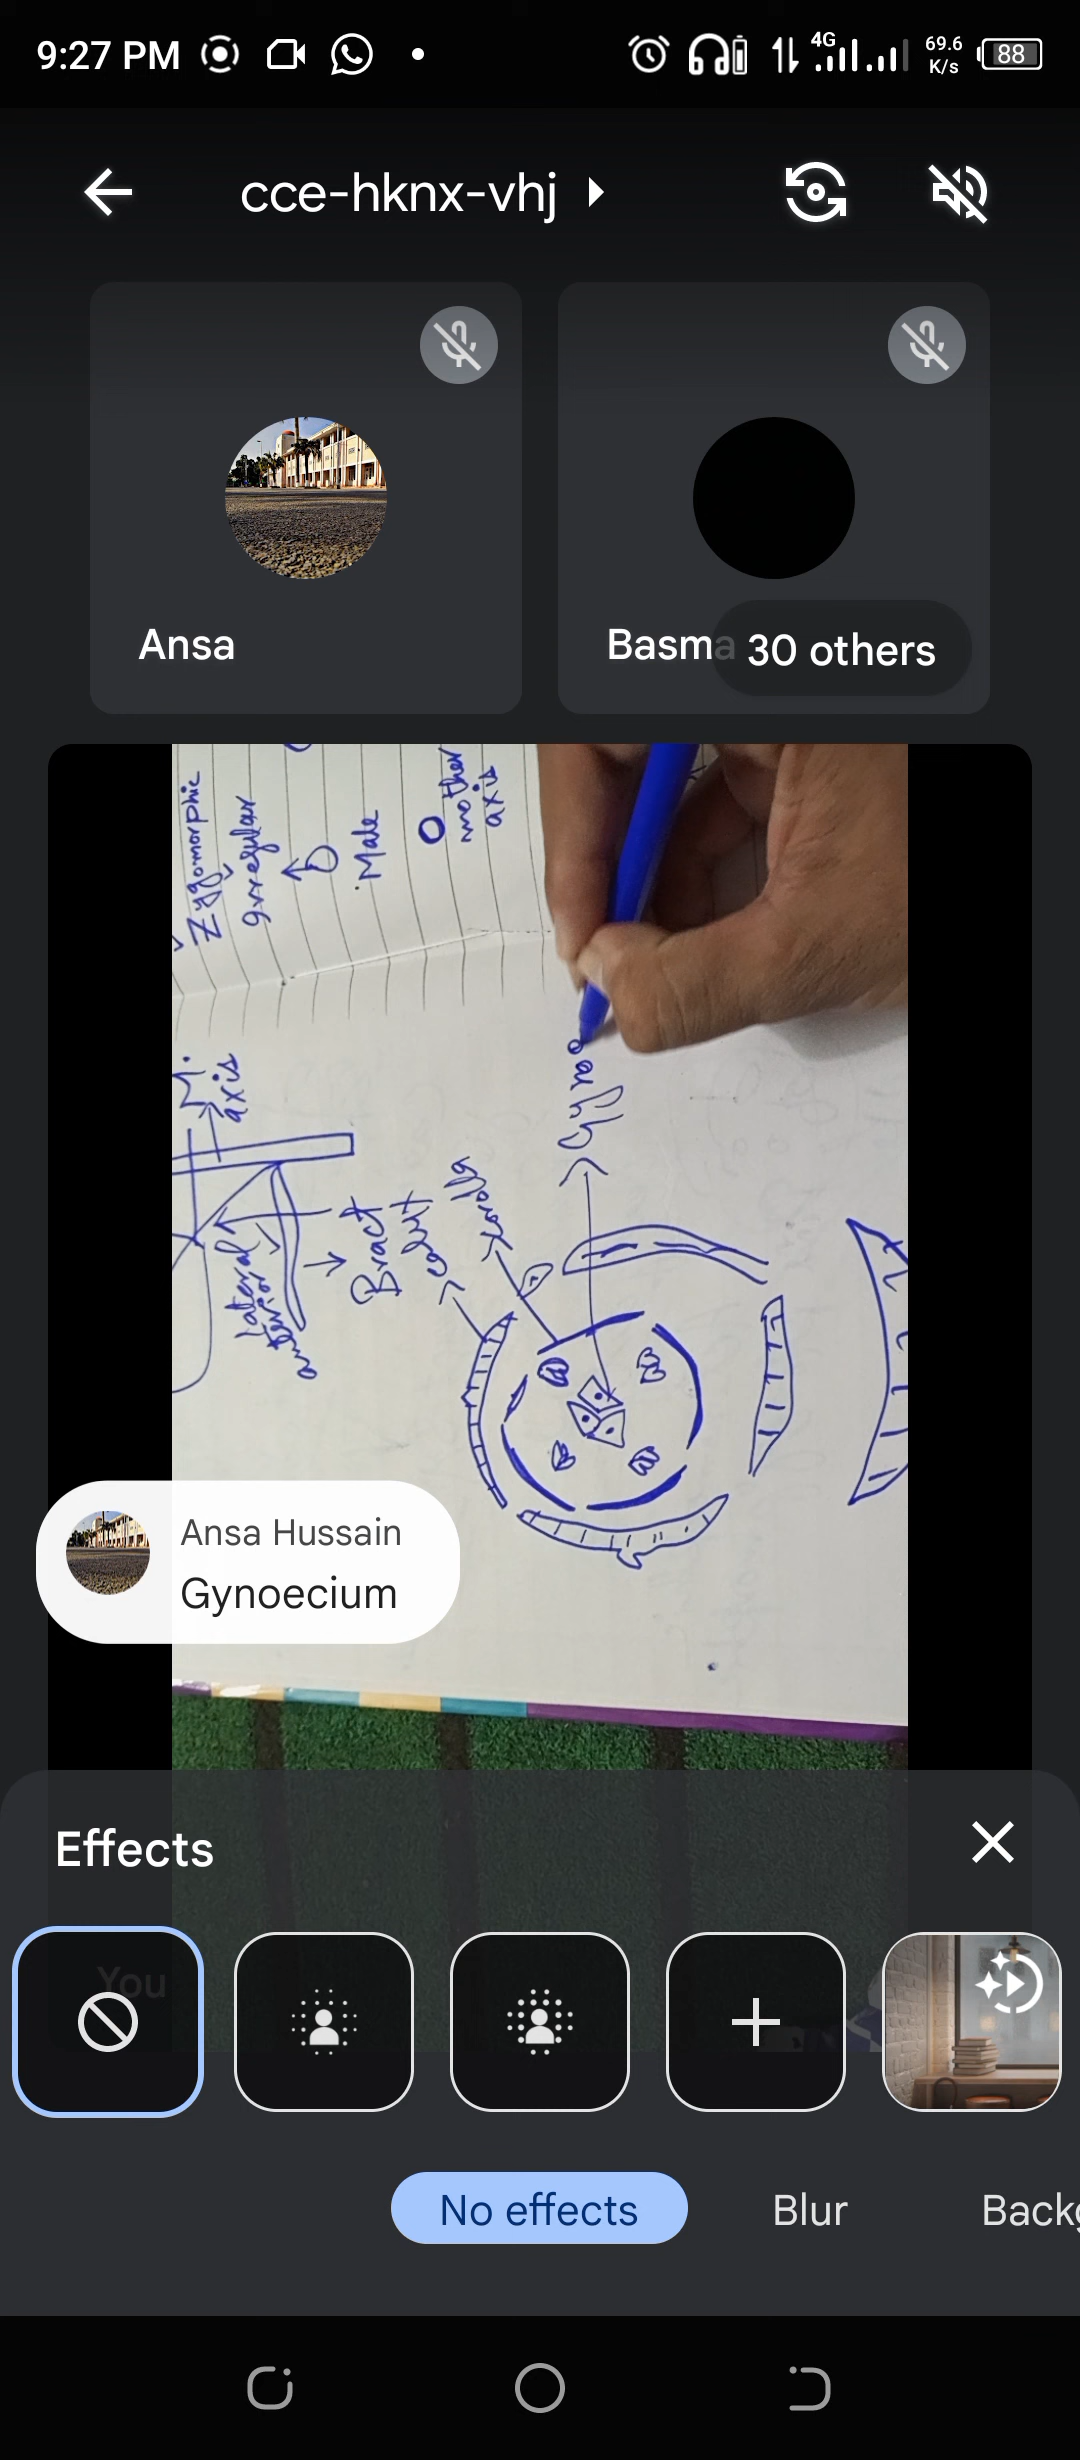 9:27 PM
4G
69.6
K/s
88
cce-hknx-vhj
Ansa
Basma
30 others
Zygomorphic
irregular
Male
mother
axis
M.
axis
lateral
anterior
Bract
calyx
corolla
Gynoe
Ansa Hussain
Gynoecium
Effects
You
No effects
Blur
Backg